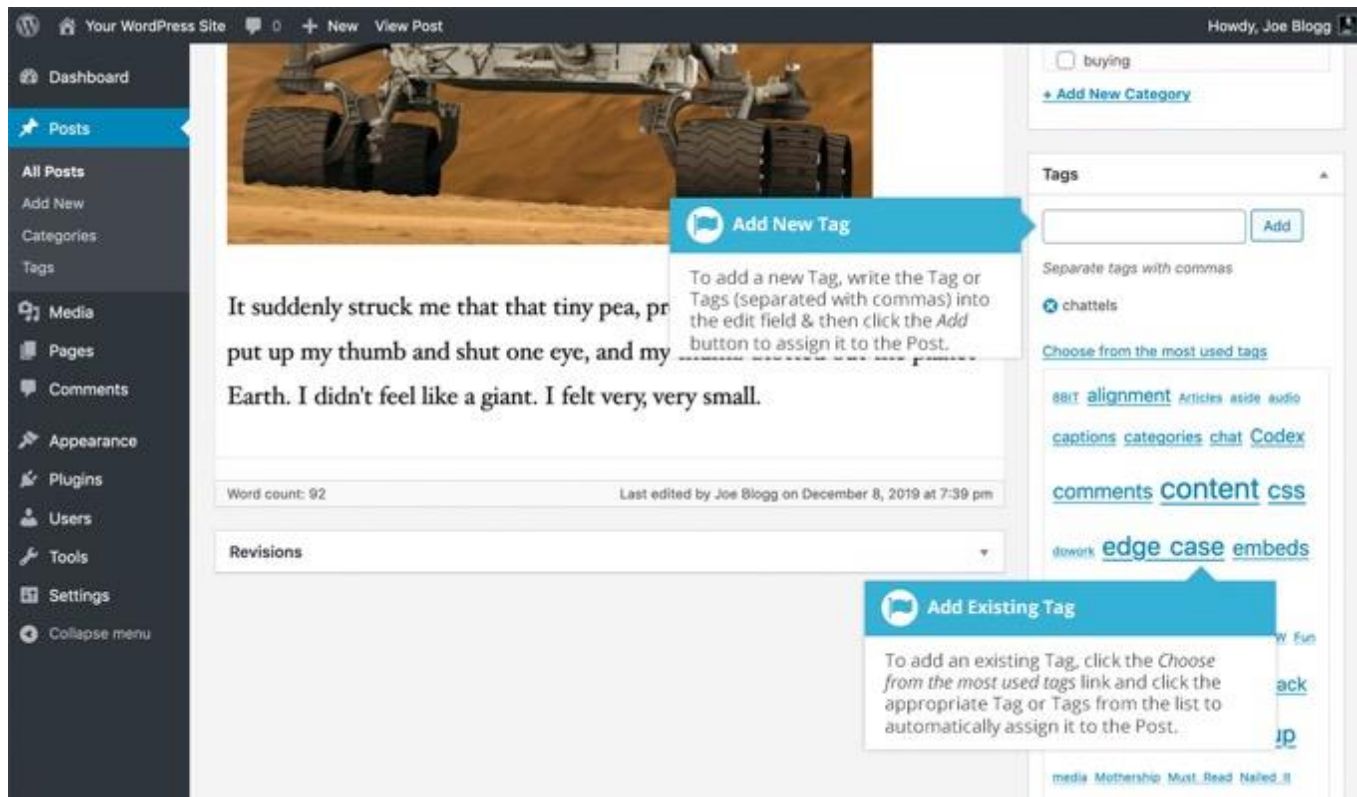 Your WordPress Site 0 + New View Post Howdy, Joe Blogg
Dashboard
Posts
All Posts
Add New
Categories
Tags
Media
Pages
Comments
Appearance
Plugins
Users
Tools
Settings
Collapse menu
It suddenly struck me that that tiny pea, pr
put up my thumb and shut one eye, and my
Earth. I didn't feel like a giant. I felt very, very small.
Word count: 92 Last edited by Joe Blogg on December 8, 2019 at 7:39 pm
Revisions
buying
+ Add New Category
Tags
Add
Separate tags with commas
chattels
Choose from the most used tags
8BIT alignment Articles aside audio
captions categories chat Codex
comments content css
dowork edge case embeds
W Fun
ack
up
media Mothership Must Read Nailed It
Add New Tag
To add a new Tag, write the Tag or
Tags (separated with commas) into
the edit field & then click the Add
button to assign it to the Post.
Add Existing Tag
To add an existing Tag, click the Choose
from the most used tags link and click the
appropriate Tag or Tags from the list to
automatically assign it to the Post.